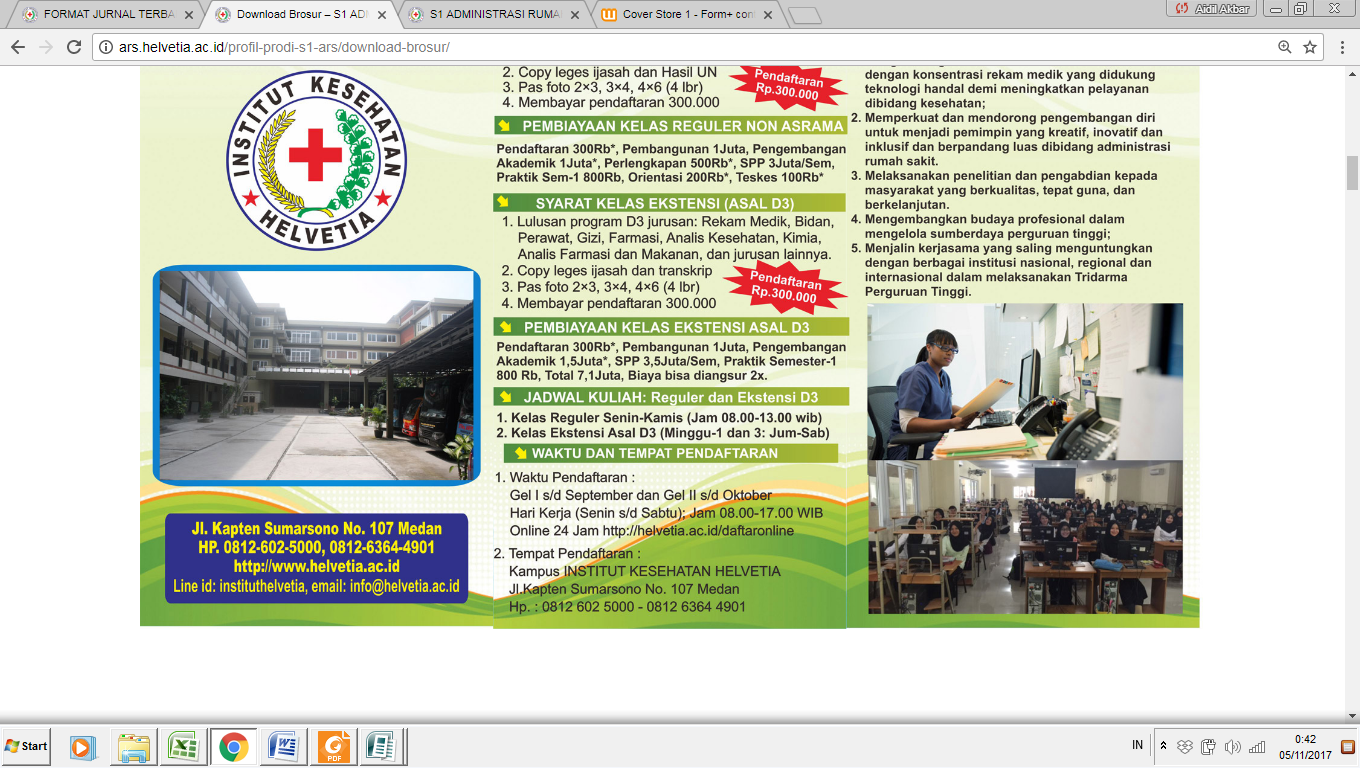 FORMAT JURNAL TERBA
Download Brosur – S1 ADM
S1 ADMINISTRASI RUMA
Cover Store 1 - Form+ con
Aidil Akbar
ars.helvetia.ac.id/profil-prodi-s1-ars/download-brosur/
INSTITUT KESEHATAN
HELVETIA
Jl. Kapten Sumarsono No. 107 Medan
HP. 0812-602-5000, 0812-6364-4901
http://www.helvetia.ac.id
Line id: instituthelvetia, email: info@helvetia.ac.id
2. Copy leges ijasah dan Hasil UN
3. Pas foto 2×3, 3×4, 4×6 (4 lbr)
4. Membayar pendaftaran 300.000
Pendaftaran
Rp.300.000
PEMBIAYAAN KELAS REGULER NON ASRAMA
Pendaftaran 300Rb*, Pembangunan 1Juta, Pengembangan
Akademik 1Juta*, Perlengkapan 500Rb*, SPP 3Juta/Sem,
Praktik Sem-1 800Rb, Orientasi 200Rb*, Teskes 100Rb*
SYARAT KELAS EKSTENSI (ASAL D3)
1. Lulusan program D3 jurusan: Rekam Medik, Bidan,
Perawat, Gizi, Farmasi, Analis Kesehatan, Kimia,
Analis Farmasi dan Makanan, dan jurusan lainnya.
2. Copy leges ijasah dan transkrip
3. Pas foto 2×3, 3×4, 4×6 (4 lbr)
4. Membayar pendaftaran 300.000
Pendaftaran
Rp.300.000
PEMBIAYAAN KELAS EKSTENSI ASAL D3
Pendaftaran 300Rb*, Pembangunan 1Juta, Pengembangan
Akademik 1,5Juta*, SPP 3,5Juta/Sem, Praktik Semester-1
800 Rb, Total 7,1Juta, Biaya bisa diangsur 2x.
JADWAL KULIAH: Reguler dan Ekstensi D3
1. Kelas Reguler Senin-Kamis (Jam 08.00-13.00 wib)
2. Kelas Ekstensi Asal D3 (Minggu-1 dan 3: Jum-Sab)
WAKTU DAN TEMPAT PENDAFTARAN
1. Waktu Pendaftaran :
Gel I s/d September dan Gel II s/d Oktober
Hari Kerja (Senin s/d Sabtu); Jam 08.00-17.00 WIB
Online 24 Jam http://helvetia.ac.id/daftaronline
2. Tempat Pendaftaran :
Kampus INSTITUT KESEHATAN HELVETIA
Jl.Kapten Sumarsono No. 107 Medan
Hp. : 0812 602 5000 - 0812 6364 4901
dengan konsentrasi rekam medik yang didukung
teknologi handal demi meningkatkan pelayanan
dibidang kesehatan;
2. Memperkuat dan mendorong pengembangan diri
untuk menjadi pemimpin yang kreatif, inovatif dan
inklusif dan berpandang luas dibidang administrasi
rumah sakit.
3. Melaksanakan penelitian dan pengabdian kepada
masyarakat yang berkualitas, tepat guna, dan
berkelanjutan.
4. Mengembangkan budaya profesional dalam
mengelola sumberdaya perguruan tinggi;
5. Menjalin kerjasama yang saling menguntungkan
dengan berbagai institusi nasional, regional dan
internasional dalam melaksanakan Tridarma
Perguruan Tinggi.
Start
PDF
IN
0:42
05/11/2017